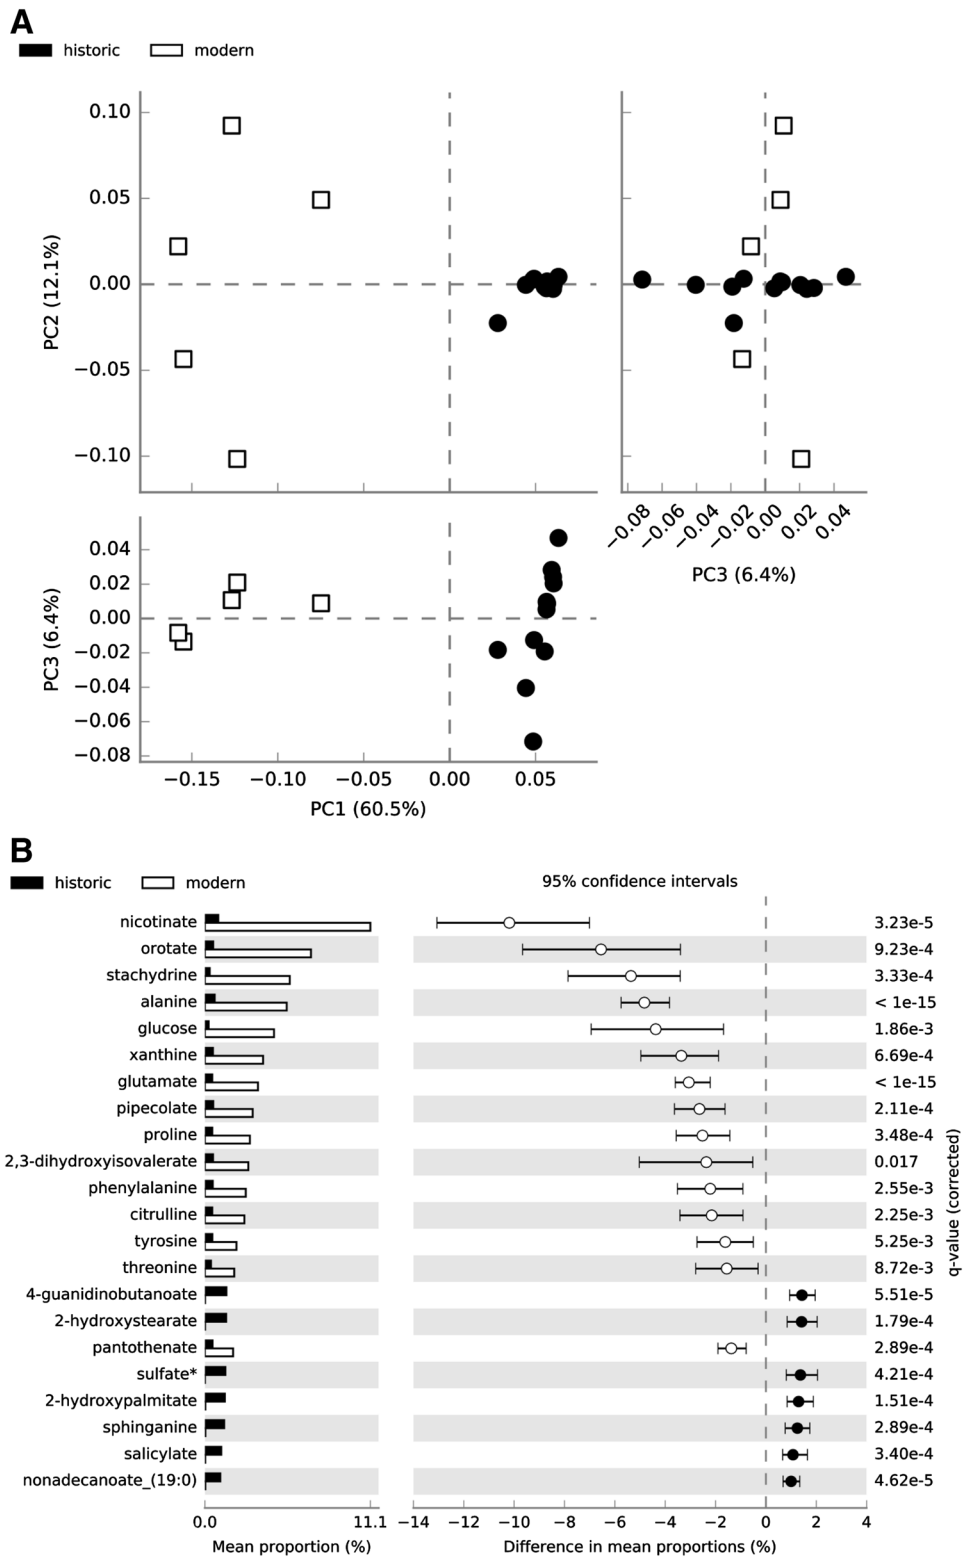 A
historic modern
0.10
0.05
0.00
−0.05
−0.10
PC2 (12.1%)
−0.08 −0.06 −0.04 −0.02 0.00 0.02 0.04
PC3 (6.4%)
0.04
0.02
0.00
−0.02
−0.04
−0.06
−0.08
PC3 (6.4%)
−0.15 −0.10 −0.05 0.00 0.05
PC1 (60.5%)
B
historic modern 95% confidence intervals
nicotinate 3.23e-5
orotate 9.23e-4
stachydrine 3.33e-4
alanine < 1e-15
glucose 1.86e-3
xanthine 6.69e-4
glutamate < 1e-15
pipecolate 2.11e-4
proline 3.48e-4
2,3-dihydroxyisovalerate 0.017
phenylalanine 2.55e-3
citrulline 2.25e-3
tyrosine 5.25e-3
threonine 8.72e-3
4-guanidinobutanoate 5.51e-5
2-hydroxystearate 1.79e-4
pantothenate 2.89e-4
sulfate* 4.21e-4
2-hydroxypalmitate 1.51e-4
sphinganine 2.89e-4
salicylate 3.40e-4
nonadecanoate_(19:0) 4.62e-5
q-value (corrected)
0.0 11.1 −14 −12 −10 −8 −6 −4 −2 0 2 4
Mean proportion (%) Difference in mean proportions (%)